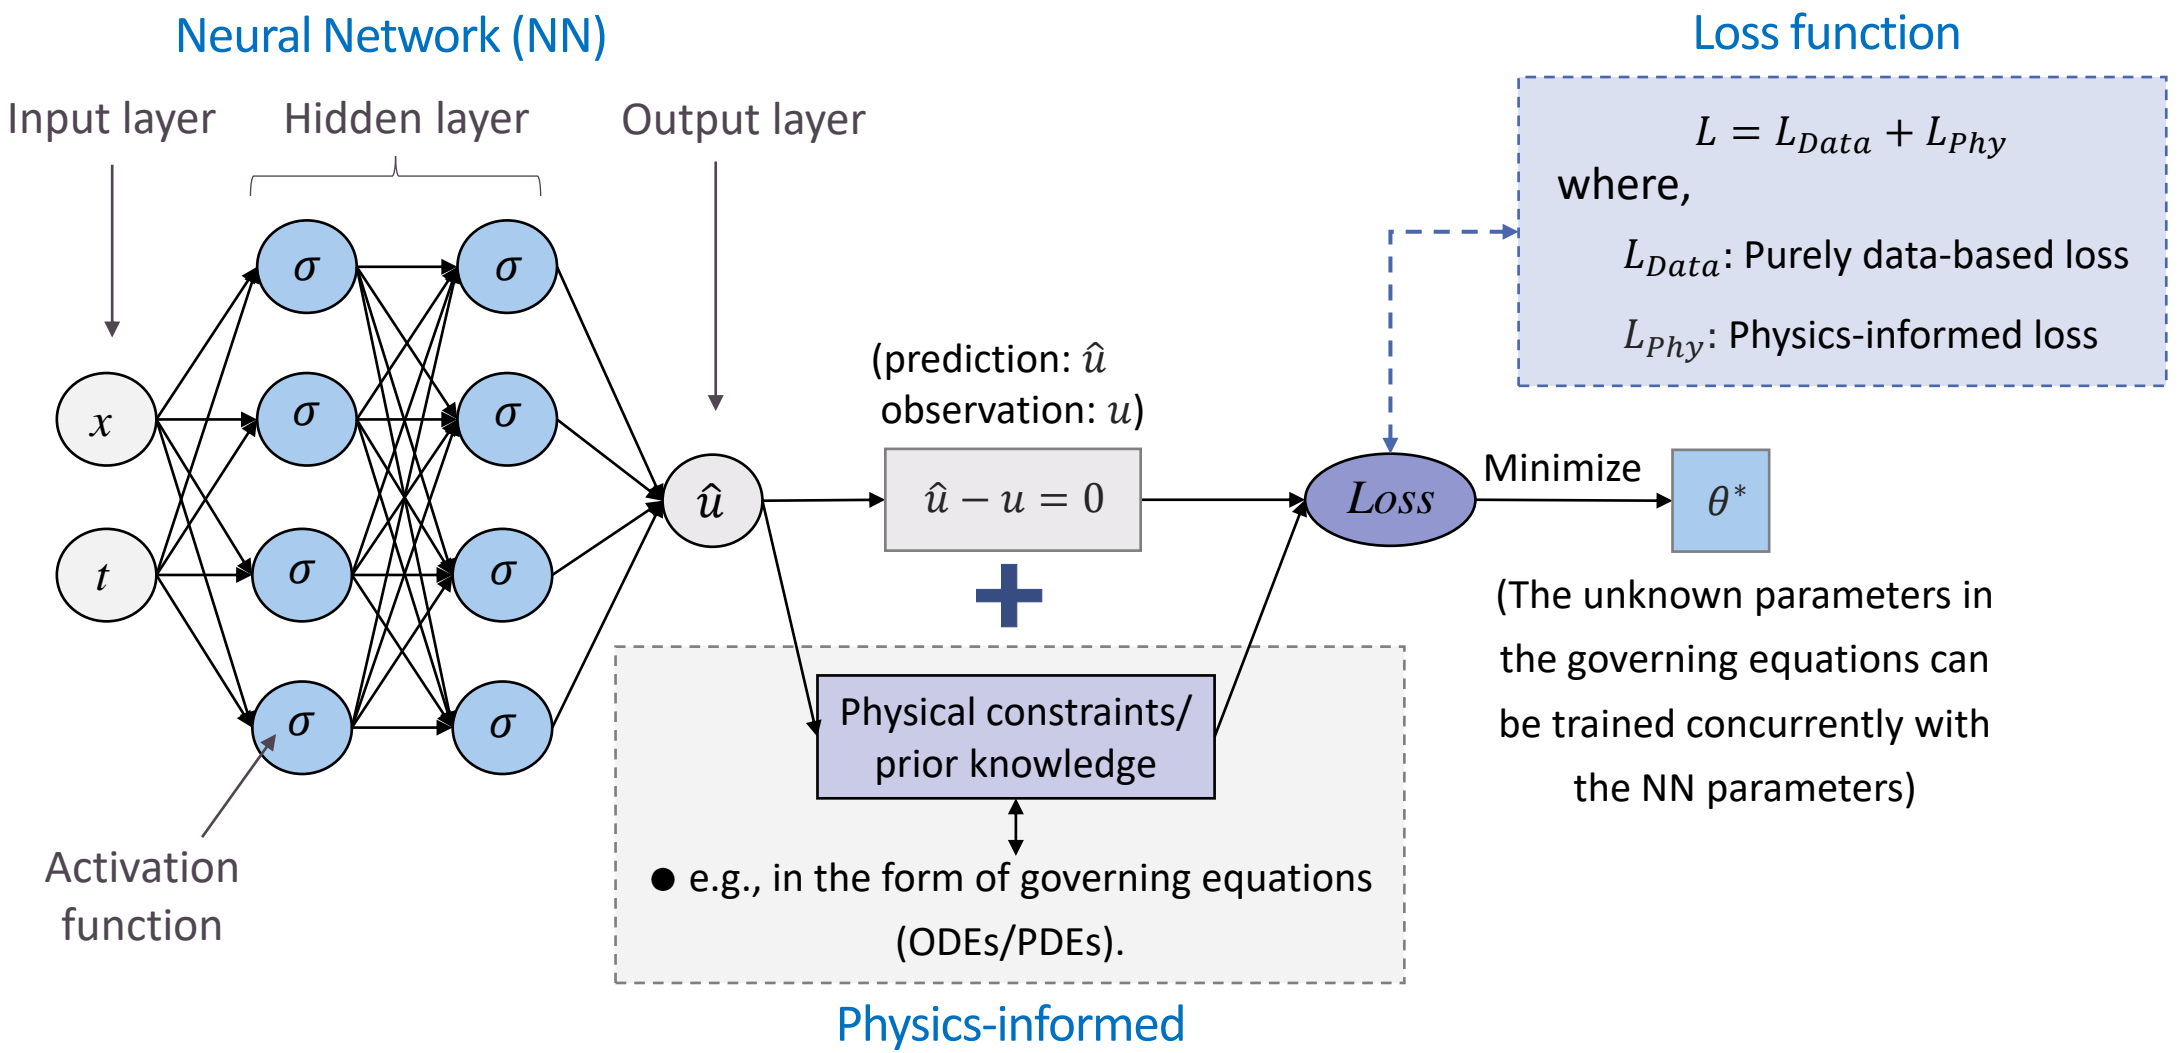 Neural Network (NN)
Loss function
Input layer
Hidden layer
Output layer
L = L_Data + L_Phy
where,
L_Data: Purely data-based loss
L_Phy: Physics-informed loss
σ
σ
σ
σ
σ
σ
σ
σ
x
t
û
(prediction: û
observation: u)
û − u = 0
Loss
Minimize
θ*
(The unknown parameters in
the governing equations can
be trained concurrently with
the NN parameters)
+
Physical constraints/
prior knowledge
● e.g., in the form of governing equations
(ODEs/PDEs).
Activation
function
Physics-informed